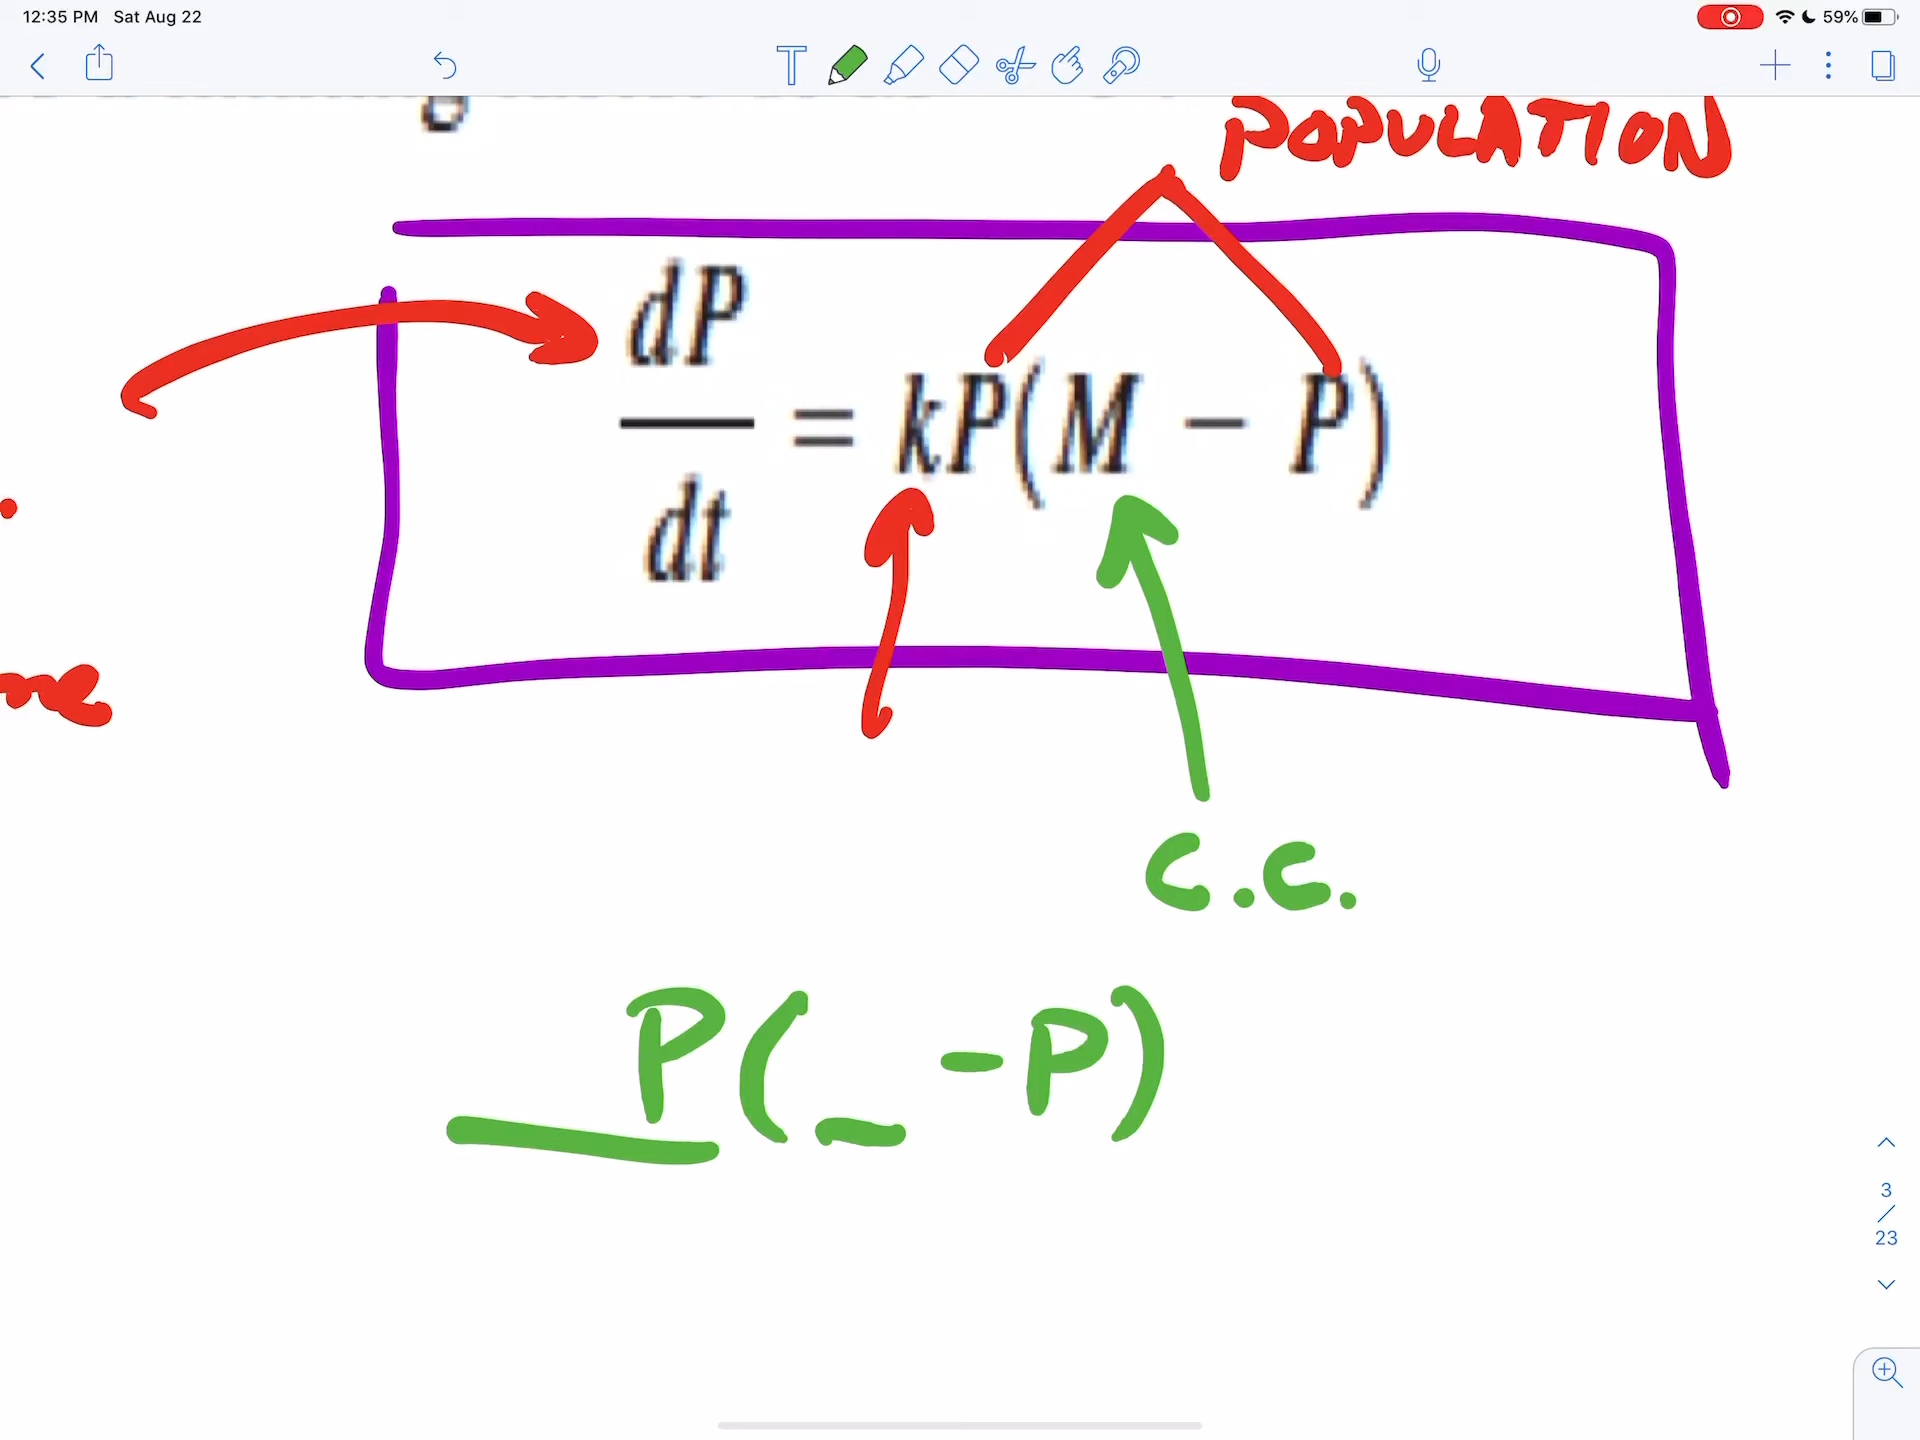 12:35 PM Sat Aug 22
59%
T
POPULATION
dP
dt
= kP(M − P)
C.C.
P( _ -P)
3
/
23